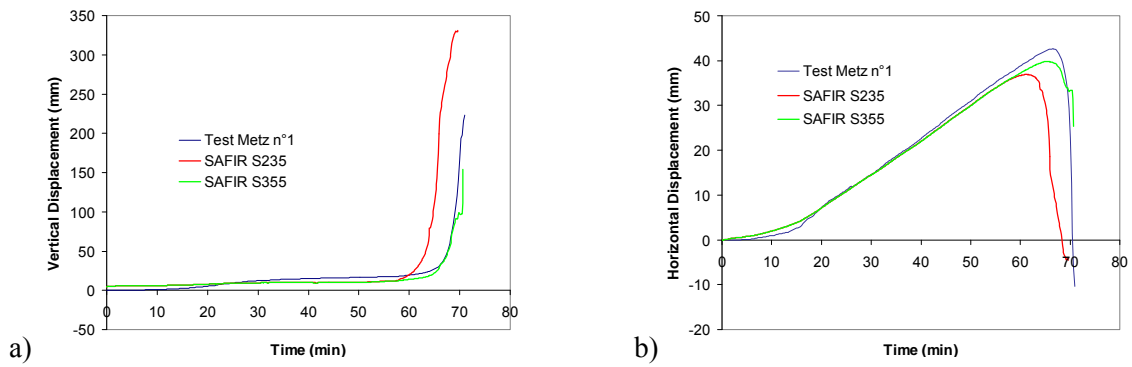 350
300
250
200
150
100
50
0
-50
Vertical Displacement (mm)
Test Metz n°1
SAFIR S235
SAFIR S355
0 10 20 30 40 50 60 70 80
Time (min)
a)
50
40
30
20
10
0
-10
-20
Horizontal Displacement (mm)
Test Metz n°1
SAFIR S235
SAFIR S355
0 10 20 30 40 50 60 70 80
Time (min)
b)